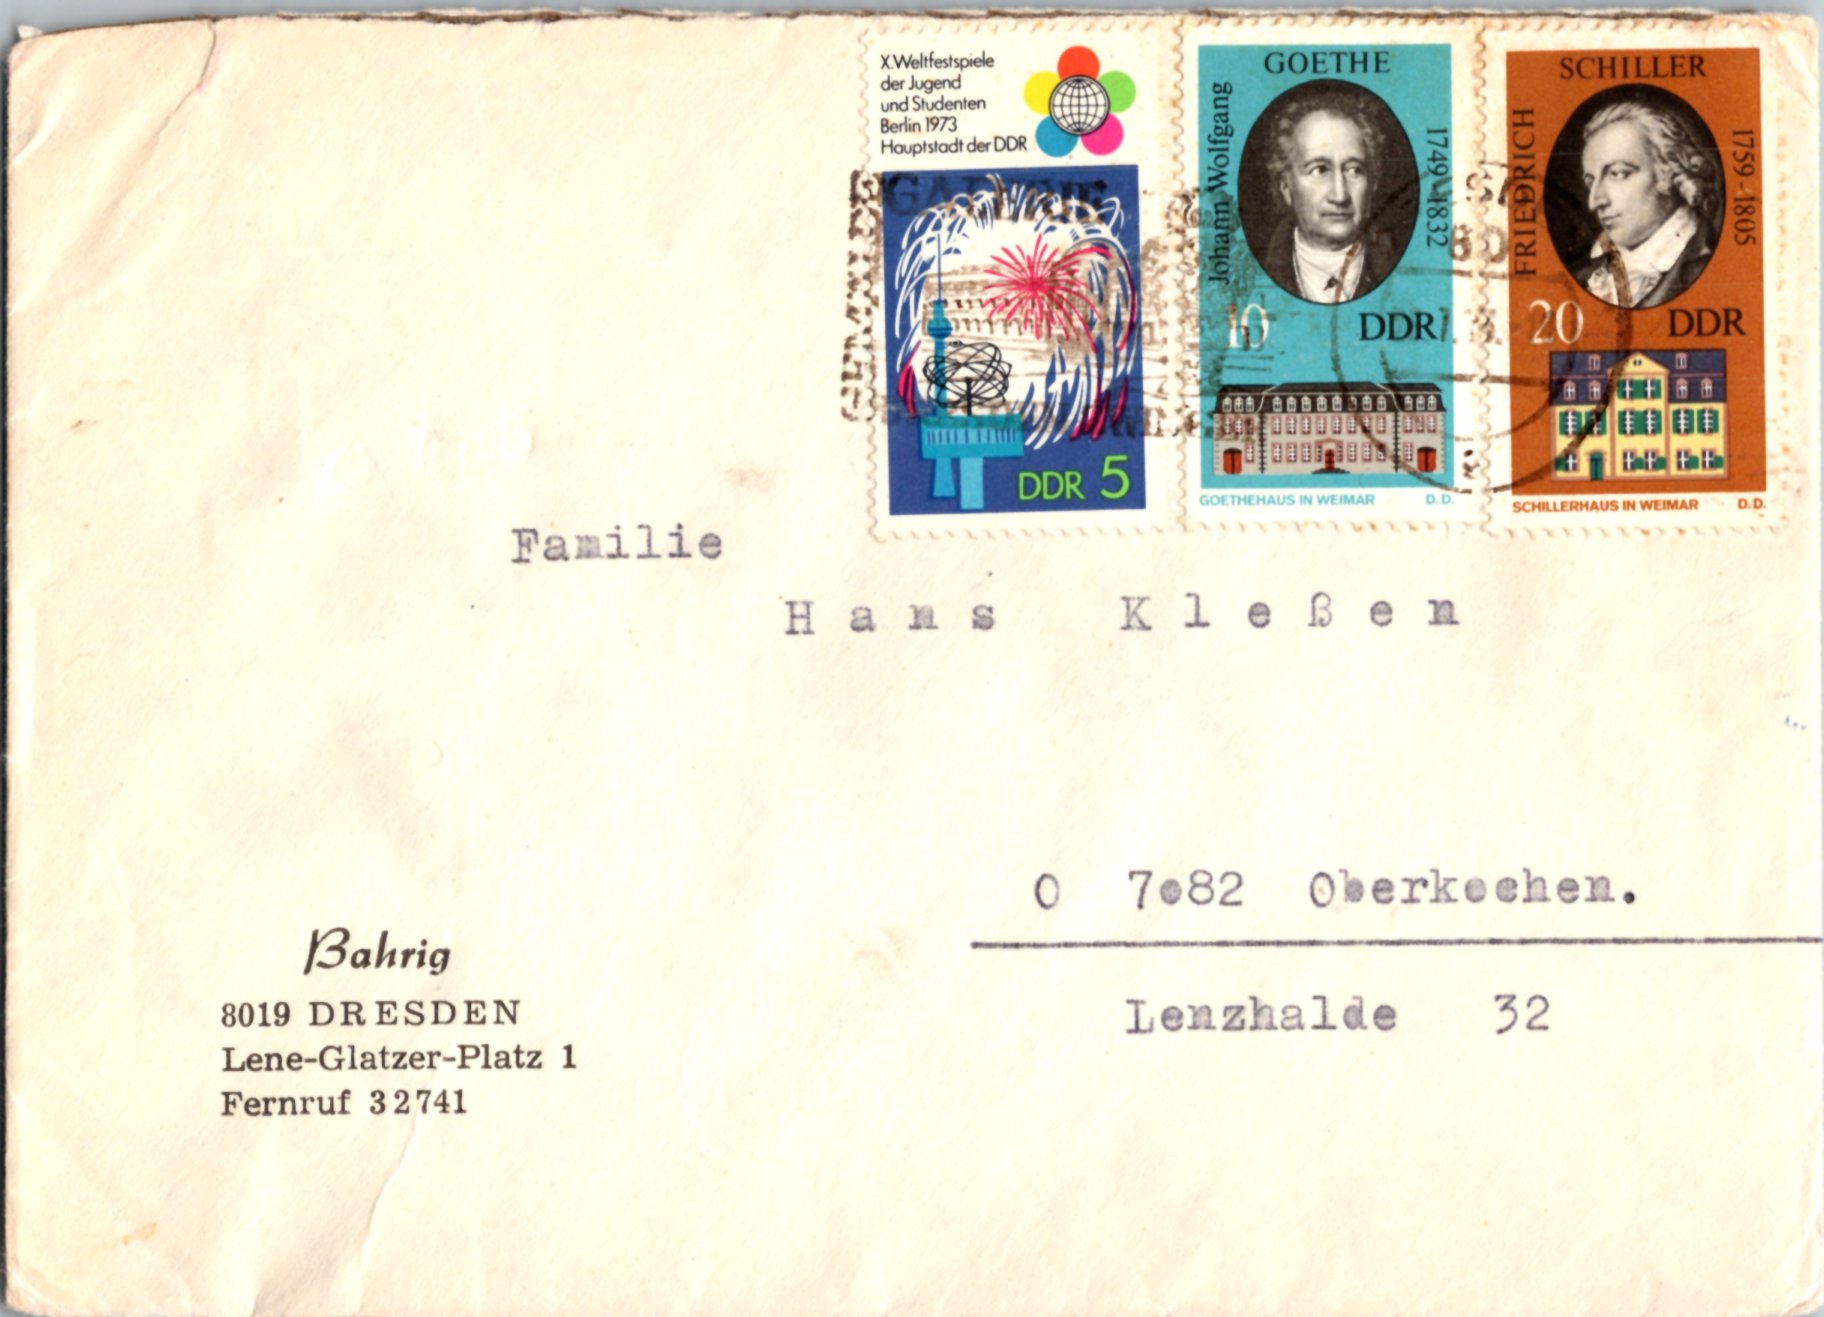 X.Weltfestspiele
der Jugend
und Studenten
Berlin 1973
Hauptstadt der DDR
DDR 5
Johann Wolfgang
GOETHE
1749-1832
10
DDR
GOETHEHAUS IN WEIMAR D.D.
FRIEDRICH
SCHILLER
1759-1805
20
DDR
SCHILLERHAUS IN WEIMAR D.D.
Familie
Hans Kleßen
O 7082 Oberkochen.
Lenzhalde 32
Bahrig
8019 DRESDEN
Lene-Glatzer-Platz 1
Fernruf 32741